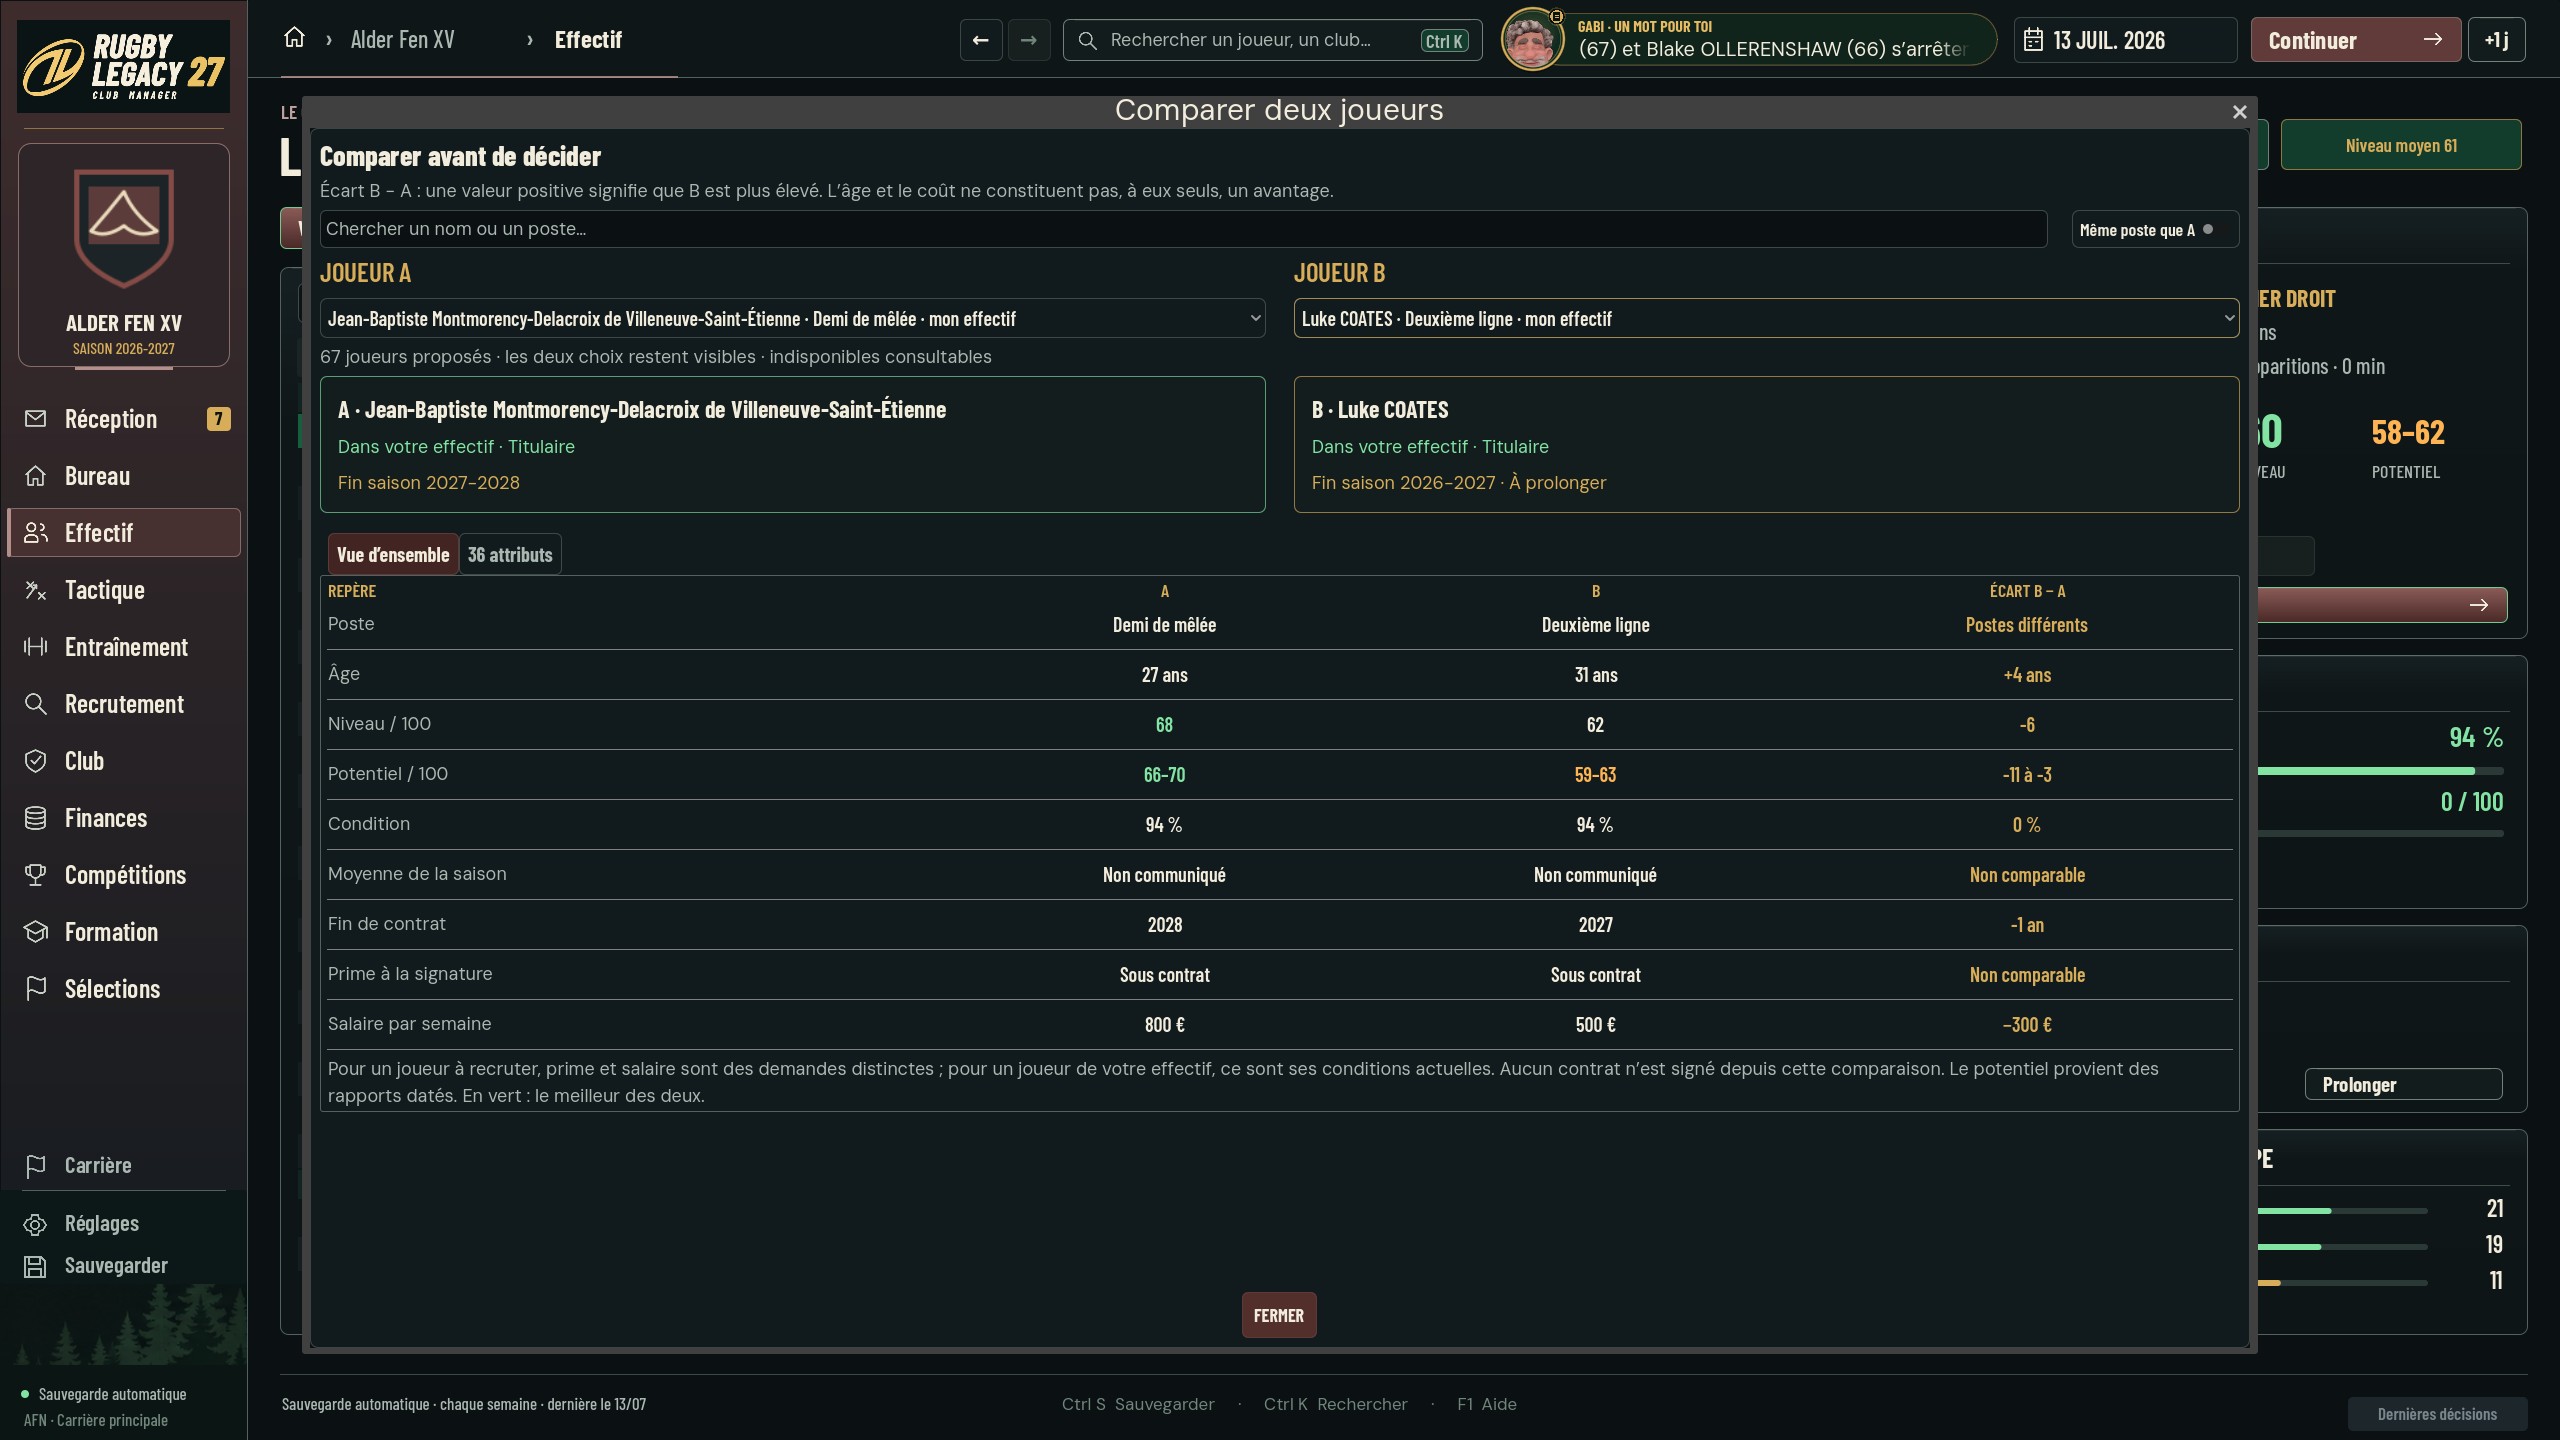 RUGBY
LEGACY 27
CLUB MANAGER
ALDER FEN XV
SAISON 2026-2027
Réception 7
Bureau
Effectif
Tactique
Entraînement
Recrutement
Club
Finances
Compétitions
Formation
Sélections
Carrière
Réglages
Sauvegarder
Sauvegarde automatique
AFN · Carrière principale
› Alder Fen XV › Effectif
← →
Rechercher un joueur, un club... Ctrl K
GABI · UN MOT POUR TOI
(67) et Blake OLLERENSHAW (66) s’arrêter
13 JUIL. 2026
Continuer →
+1 j
LE
L
Niveau moyen 61
Comparer deux joueurs
Comparer avant de décider
Écart B – A : une valeur positive signifie que B est plus élevé. L’âge et le coût ne constituent pas, à eux seuls, un avantage.
Chercher un nom ou un poste...
Même poste que A
JOUEUR A JOUEUR B
Jean-Baptiste Montmorency-Delacroix de Villeneuve-Saint-Étienne · Demi de mêlée · mon effectif
Luke COATES · Deuxième ligne · mon effectif
67 joueurs proposés · les deux choix restent visibles · indisponibles consultables
A · Jean-Baptiste Montmorency-Delacroix de Villeneuve-Saint-Étienne
Dans votre effectif · Titulaire
Fin saison 2027-2028
B · Luke COATES
Dans votre effectif · Titulaire
Fin saison 2026-2027 · À prolonger
Vue d’ensemble 36 attributs
REPÈRE A B ÉCART B – A
Poste Demi de mêlée Deuxième ligne Postes différents
Âge 27 ans 31 ans +4 ans
Niveau / 100 68 62 -6
Potentiel / 100 66-70 59-63 -11 à -3
Condition 94 % 94 % 0 %
Moyenne de la saison Non communiqué Non communiqué Non comparable
Fin de contrat 2028 2027 -1 an
Prime à la signature Sous contrat Sous contrat Non comparable
Salaire par semaine 800 € 500 € –300 €
Pour un joueur à recruter, prime et salaire sont des demandes distinctes ; pour un joueur de votre effectif, ce sont ses conditions actuelles. Aucun contrat n’est signé depuis cette comparaison. Le potentiel provient des
rapports datés. En vert : le meilleur des deux.
FERMER
ER DROIT
ns
pparitions · 0 min
0 58-62
EAU POTENTIEL
→
94 %
0 / 100
Prolonger
PE
21
19
11
Sauvegarde automatique · chaque semaine · dernière le 13/07
Ctrl S Sauvegarder · Ctrl K Rechercher · F1 Aide
Dernières décisions